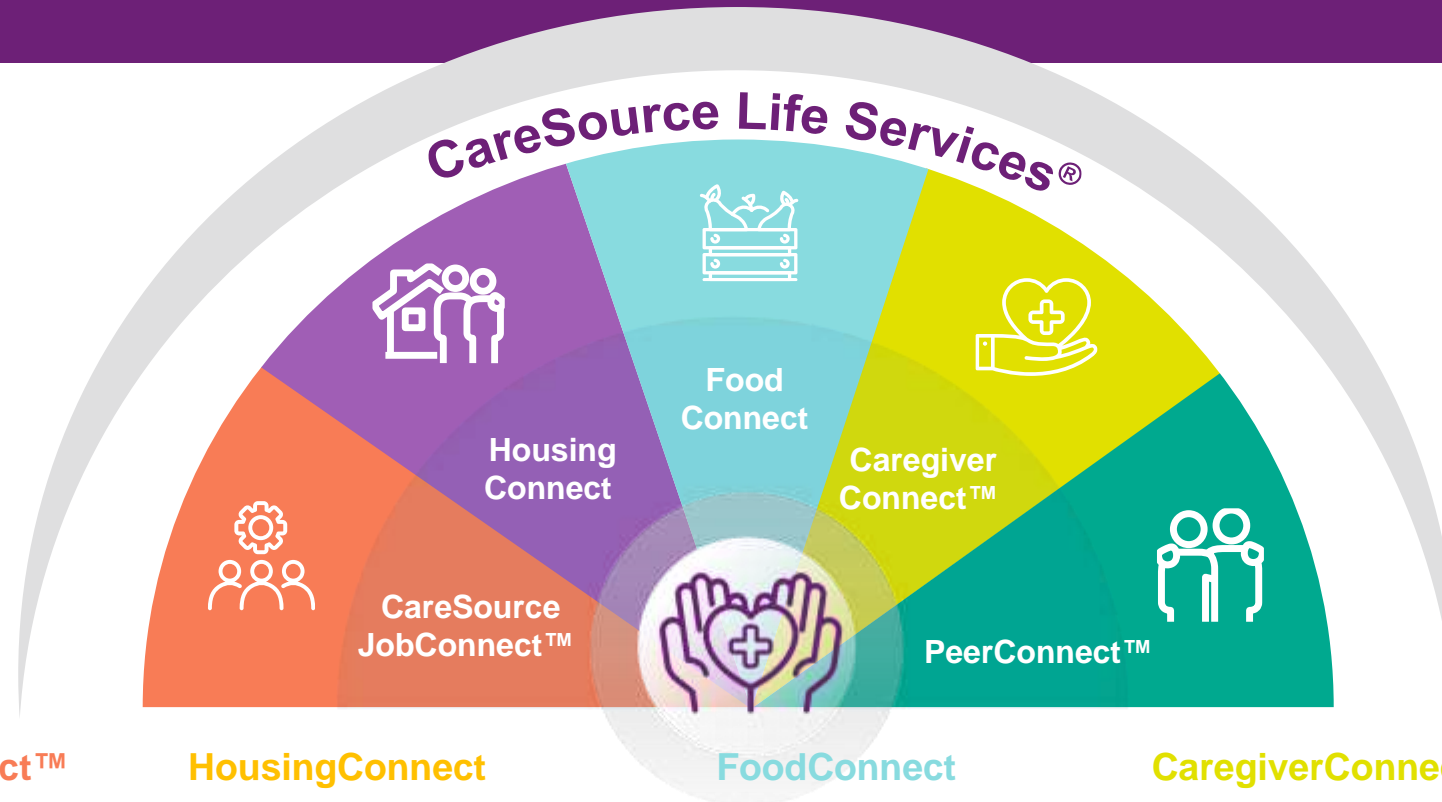 CareSource Life Services®
Food
Connect
Housing
Connect
Caregiver
Connect™
CareSource
JobConnect™
PeerConnect™
ct™
HousingConnect
FoodConnect
CaregiverConne